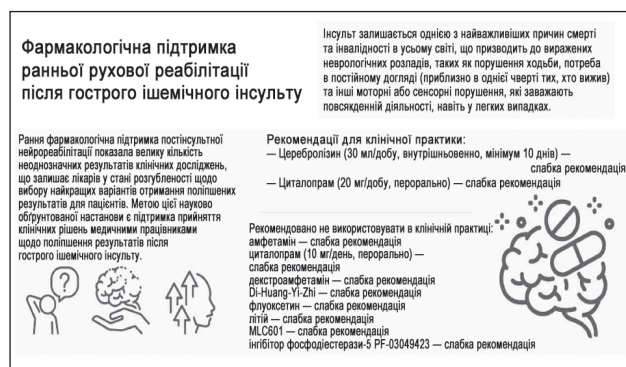 Фармакологічна підтримка
ранньої рухової реабілітації
після гострого ішемічного інсульту
Інсульт залишається однією з найважливіших причин смерті
та інвалідності в усьому світі, що призводить до виражених
неврологічних розладів, таких як порушення ходьби, потреба
в постійному догляді (приблизно в однієї чверті тих, хто вижив)
та інші моторні або сенсорні порушення, які заважають
повсякденній діяльності, навіть у легких випадках.
Рання фармакологічна підтримка постінсультної
нейрореабілітації показала велику кількість
неоднозначних результатів клінічних досліджень,
що залишає лікарів у стані розгубленості щодо
вибору найкращих варіантів отримання поліпшених
результатів для пацієнтів. Метою цієї науково
обґрунтованої настанови є підтримка прийняття
клінічних рішень медичними працівниками
щодо поліпшення результатів після
гострого ішемічного інсульту.
?
Рекомендації для клінічної практики:
— Церебролізин (30 мл/добу, внутрішньовенно, мінімум 10 днів) —
слабка рекомендація
— Циталопрам (20 мг/добу, перорально) — слабка рекомендація
Рекомендовано не використовувати в клінічній практиці:
амфетамін — слабка рекомендація
циталопрам (10 мг/день, перорально) —
слабка рекомендація
декстроамфетамін — слабка рекомендація
Di-Huang-Yi-Zhi — слабка рекомендація
флуоксетин — слабка рекомендація
літій — слабка рекомендація
MLC601 — слабка рекомендація
інгібітор фосфодіестерази-5 PF-03049423 — слабка рекомендація